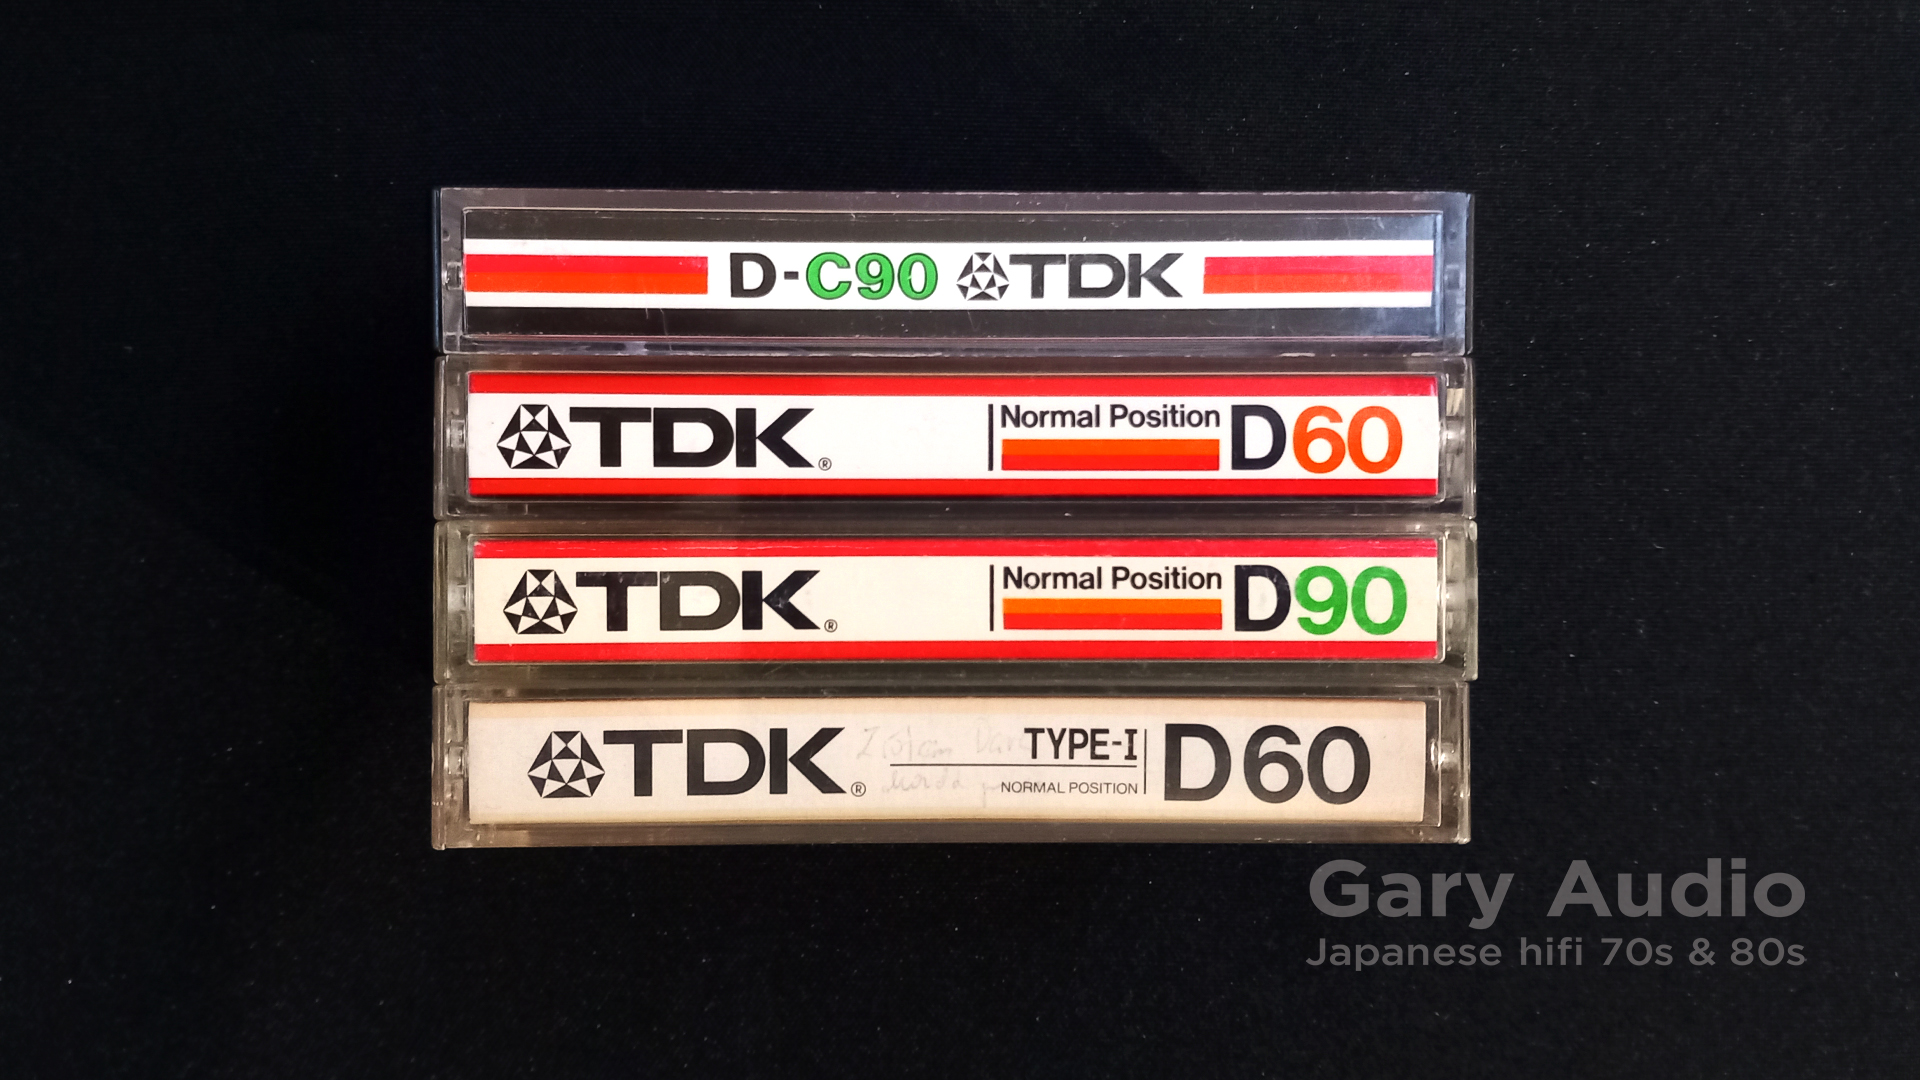 D-C90 TDK
TDK® Normal Position D60
TDK® Normal Position D90
TDK® TYPE-I D60
NORMAL POSITION
Gary Audio
Japanese hifi 70s & 80s